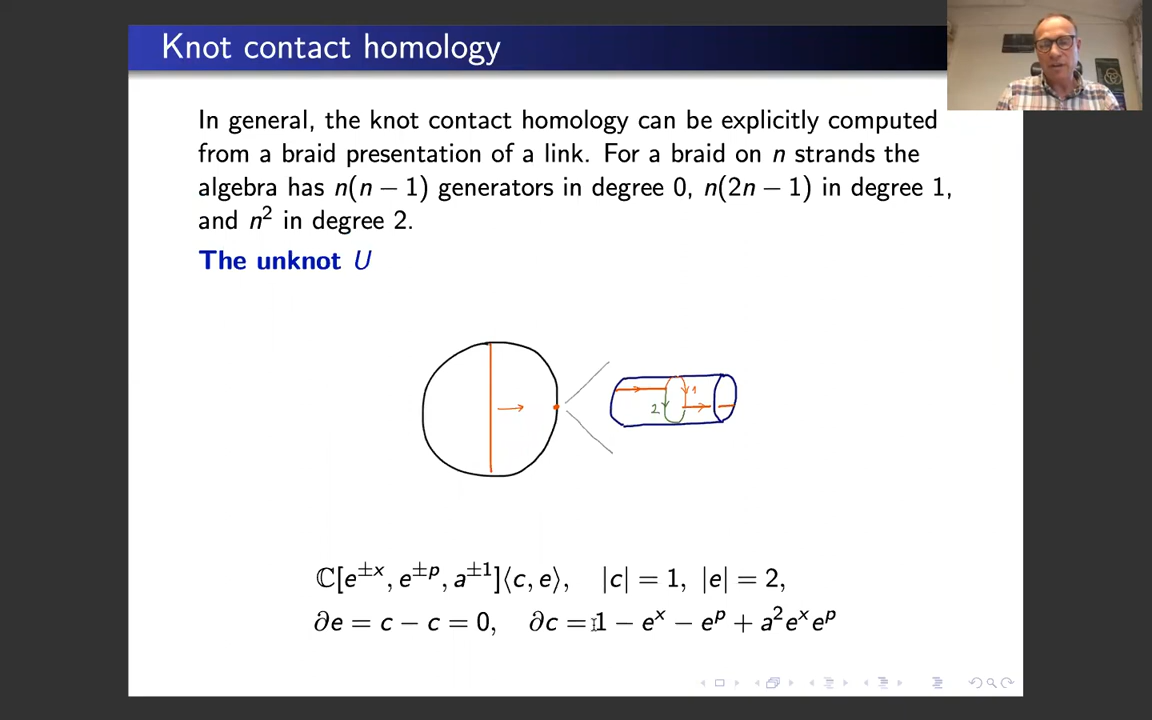 Knot contact homology
In general, the knot contact homology can be explicitly computed
from a braid presentation of a link. For a braid on n strands the
algebra has n(n − 1) generators in degree 0, n(2n − 1) in degree 1,
and n² in degree 2.
The unknot U
1
2
ℂ[e^{±x}, e^{±p}, a^{±1}]⟨c, e⟩, |c| = 1, |e| = 2,
∂e = c − c = 0, ∂c = 1 − e^x − e^p + a²e^x e^p